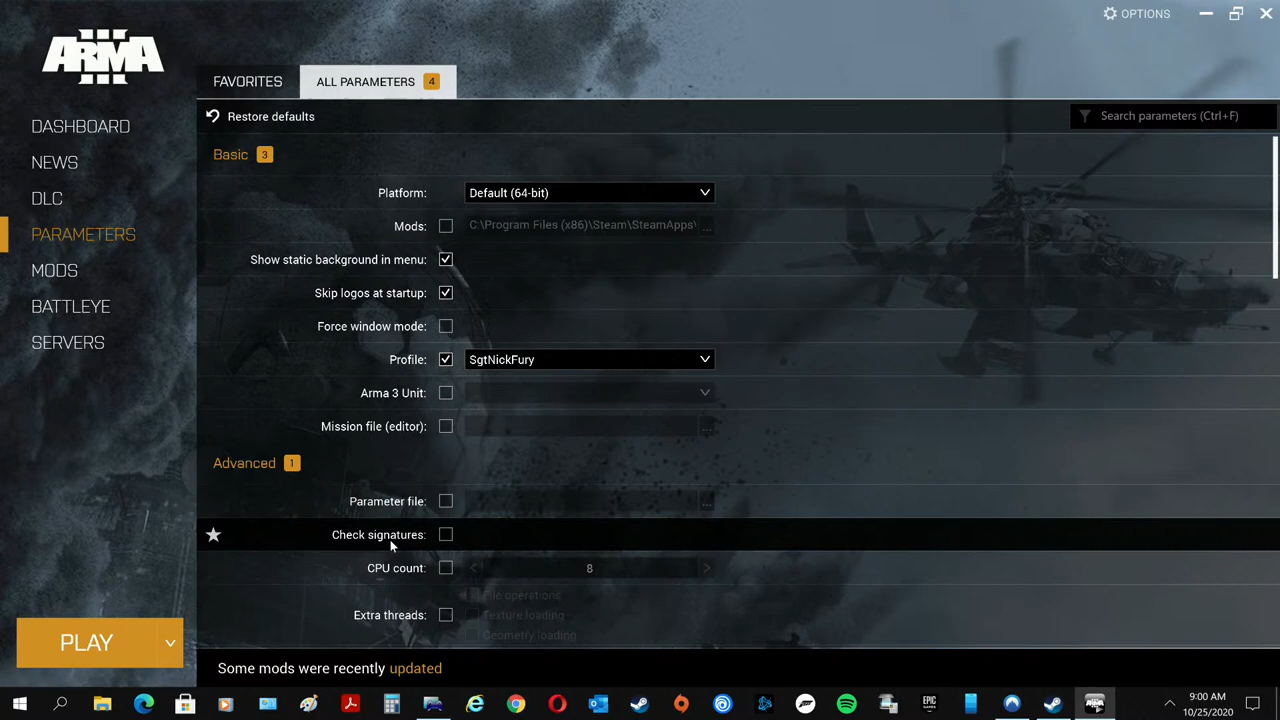 OPTIONS
ARMA
III
FAVORITES
ALL PARAMETERS 4
DASHBOARD
NEWS
DLC
PARAMETERS
MODS
BATTLEYE
SERVERS
Restore defaults
Search parameters (Ctrl+F)
Basic 3
Platform: Default (64-bit)
Mods: C:\Program Files (x86)\Steam\SteamApps\ ...
Show static background in menu:
Skip logos at startup:
Force window mode:
Profile: SgtNickFury
Arma 3 Unit:
Mission file (editor): ...
Advanced 1
Parameter file: ...
Check signatures:
CPU count: < 8 >
File operations
Extra threads: Texture loading
Geometry loading
PLAY
Some mods were recently updated
EPIC GAMES
9:00 AM
10/25/2020